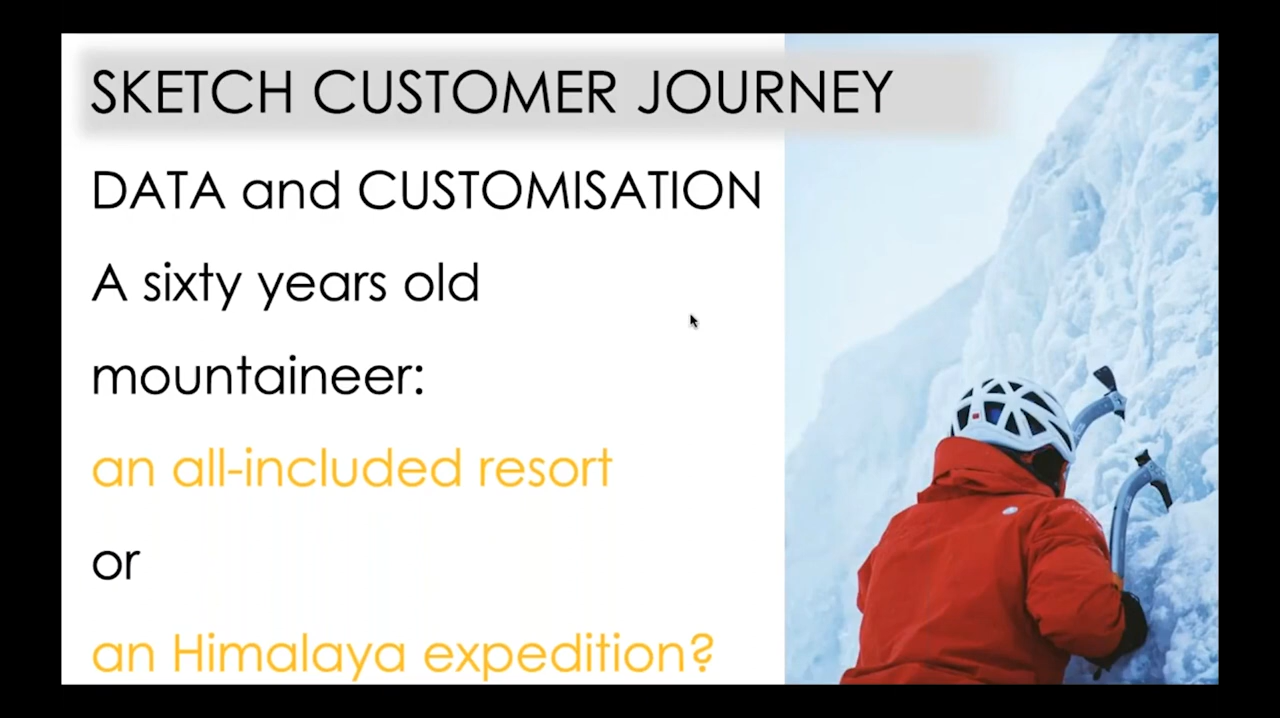 SKETCH CUSTOMER JOURNEY
DATA and CUSTOMISATION
A sixty years old
mountaineer:
an all-included resort
or
an Himalaya expedition?